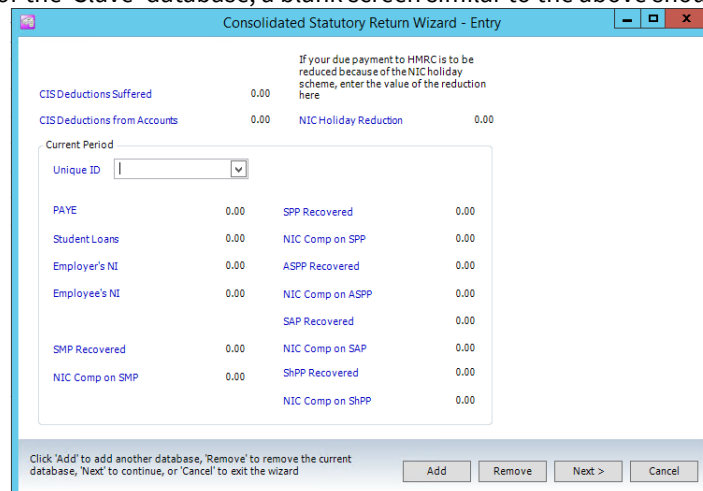 of the 'Slave' database, a blank screen similar to the above shou
Consolidated Statutory Return Wizard - Entry
If your due payment to HMRC is to be
reduced because of the NIC holiday
scheme, enter the value of the reduction
here
CIS Deductions Suffered 0.00
CIS Deductions from Accounts 0.00 NIC Holiday Reduction 0.00
Current Period
Unique ID
PAYE 0.00 SPP Recovered 0.00
Student Loans 0.00 NIC Comp on SPP 0.00
Employer's NI 0.00 ASPP Recovered 0.00
Employee's NI 0.00 NIC Comp on ASPP 0.00
SAP Recovered 0.00
SMP Recovered 0.00 NIC Comp on SAP 0.00
NIC Comp on SMP 0.00 ShPP Recovered 0.00
NIC Comp on ShPP 0.00
Click 'Add' to add another database, 'Remove' to remove the current
database, 'Next' to continue, or 'Cancel' to exit the wizard
Add Remove Next > Cancel